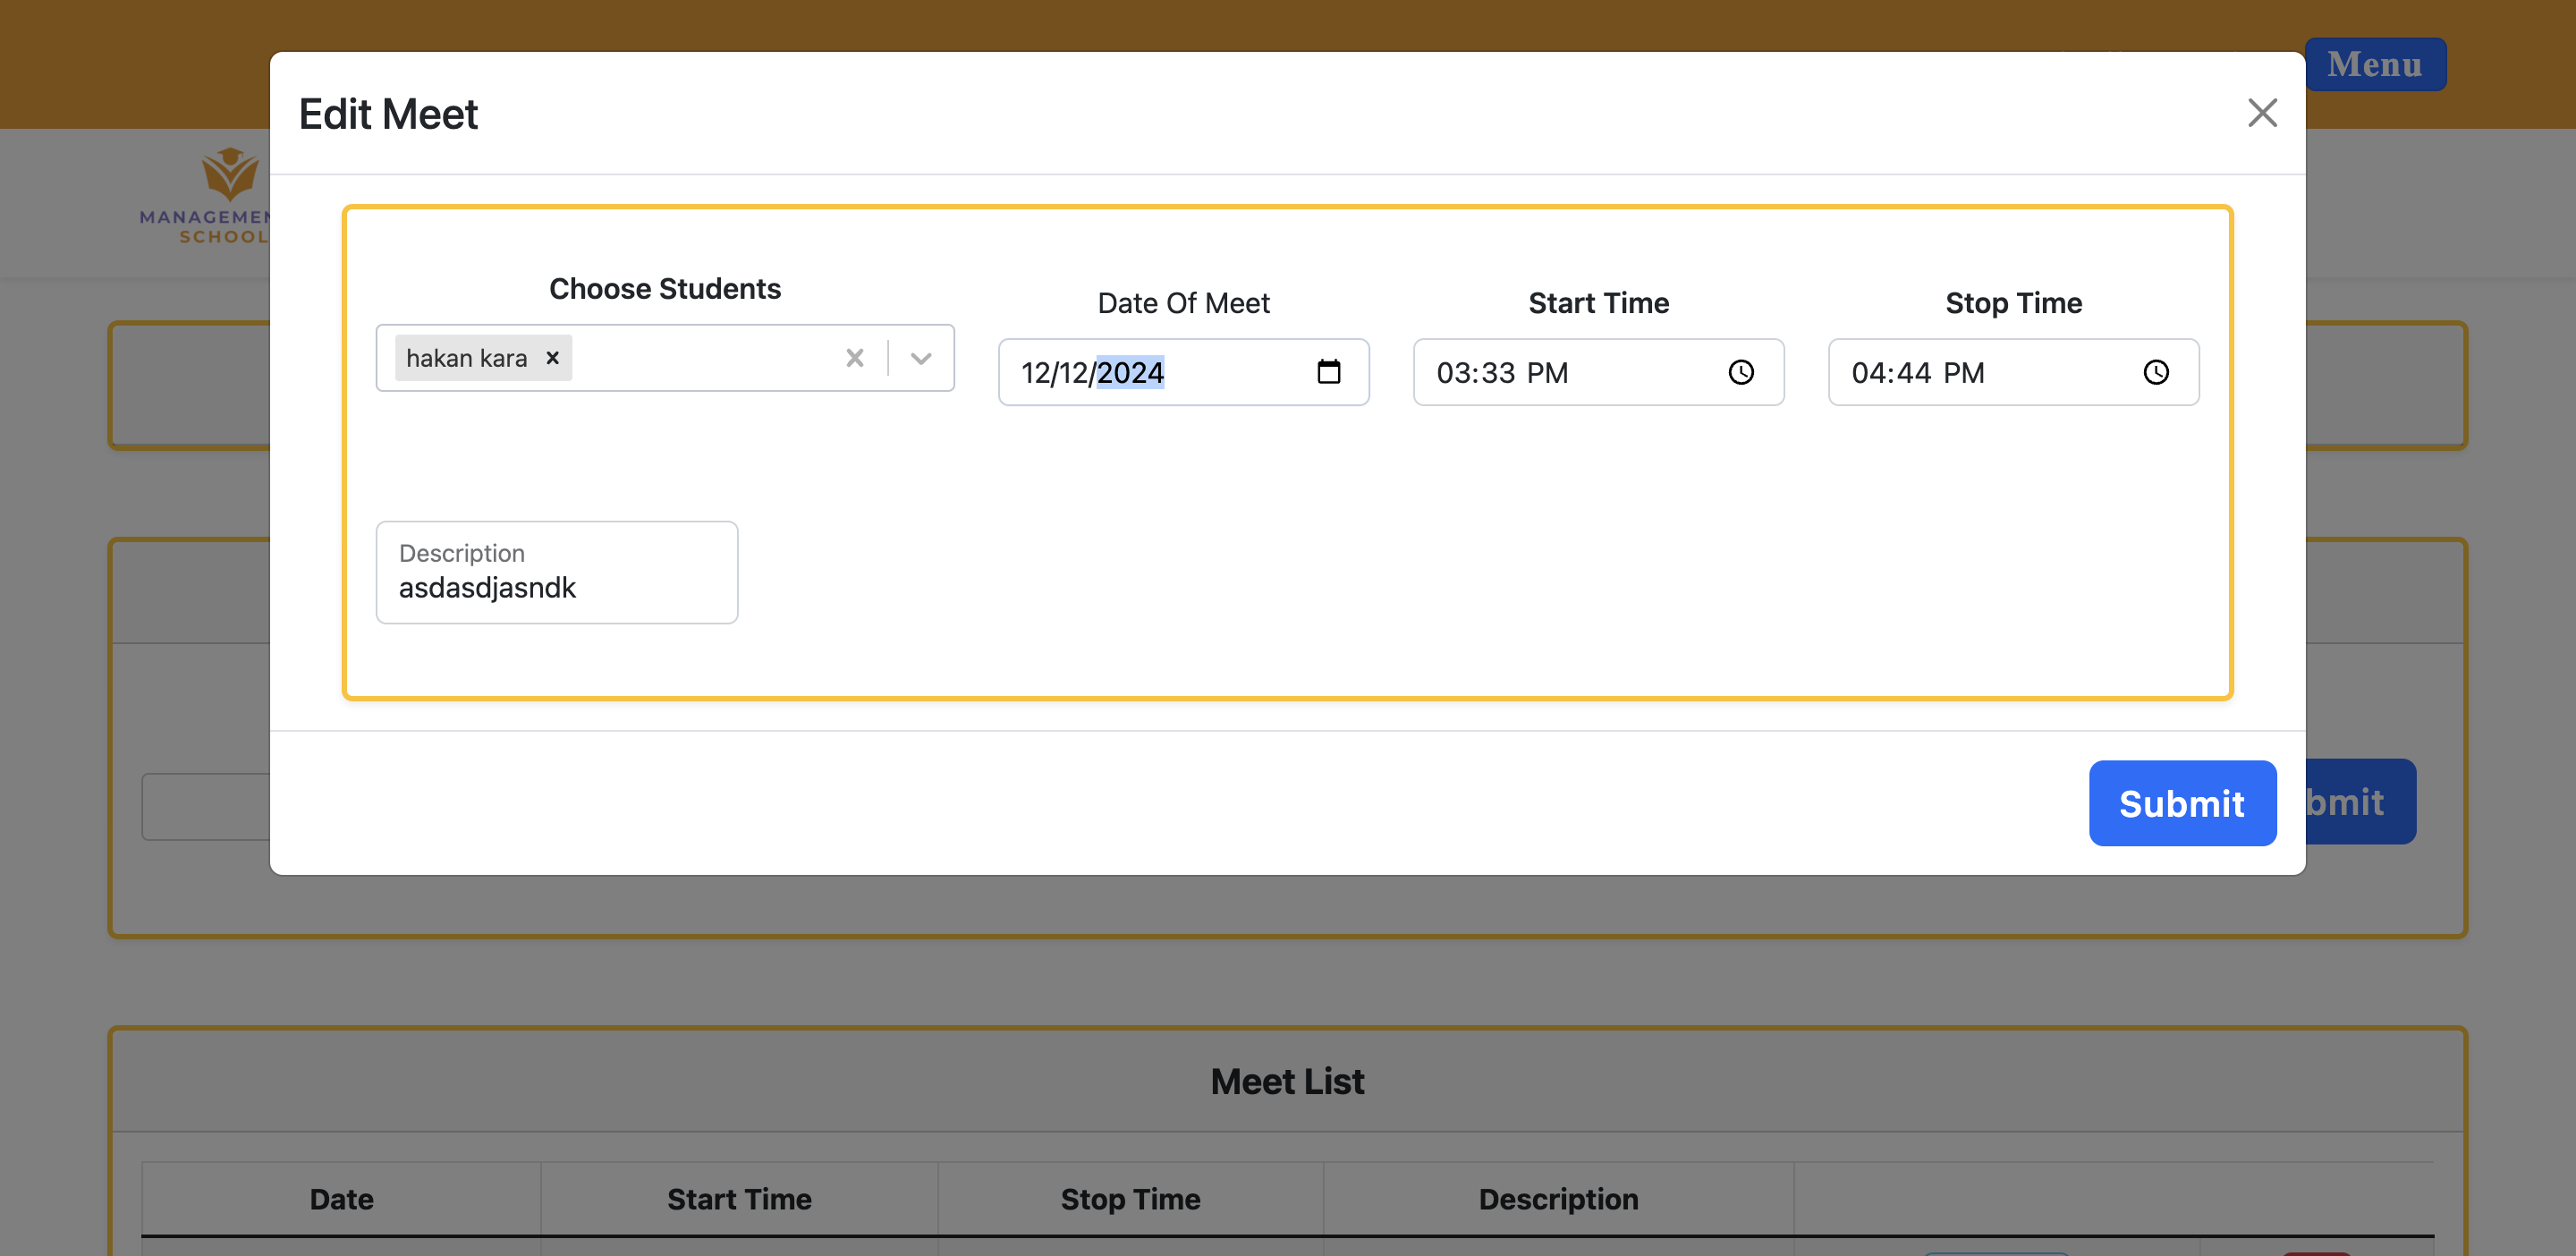 Menu
Edit Meet
MANAGEMEN
SCHOOL
Choose Students
Date Of Meet
Start Time
Stop Time
hakan kara
12/12/2024
03:33 PM
04:44 PM
Description
asdasdjasndk
Submit
bmit
Meet List
Date
Start Time
Stop Time
Description